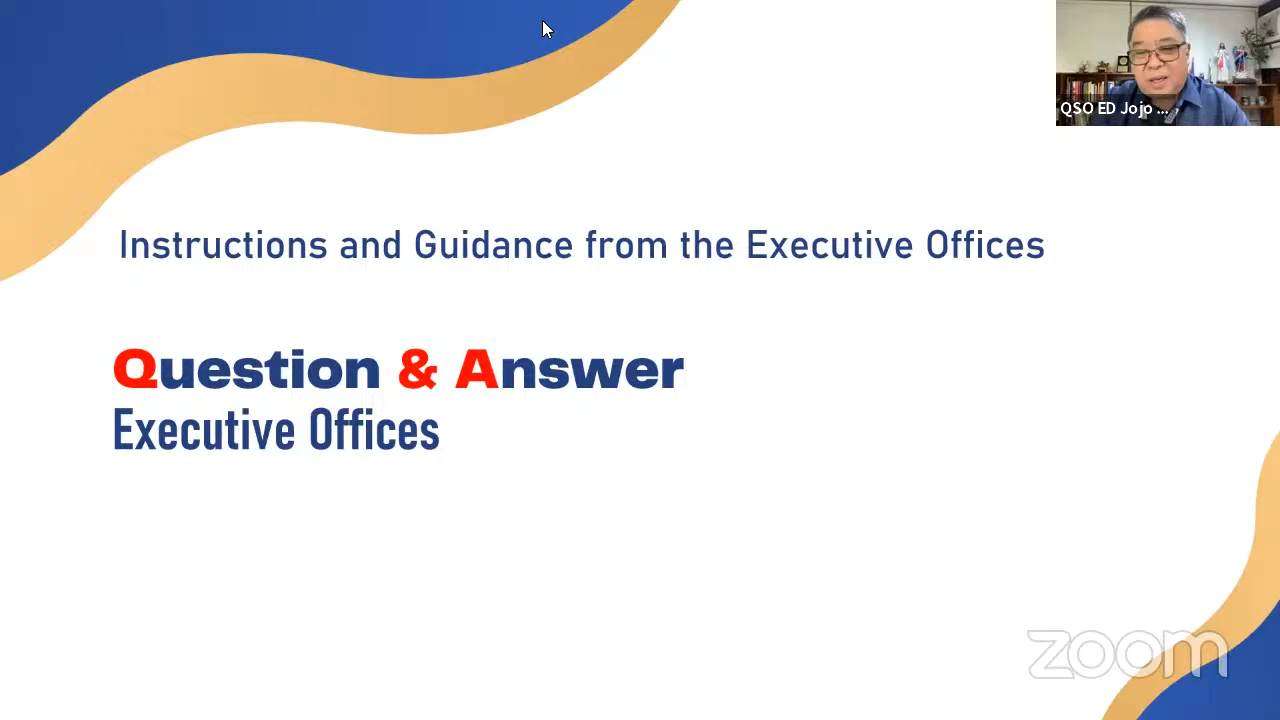 QSO ED Jojo ...
Instructions and Guidance from the Executive Offices
Question & Answer
Executive Offices
zoom